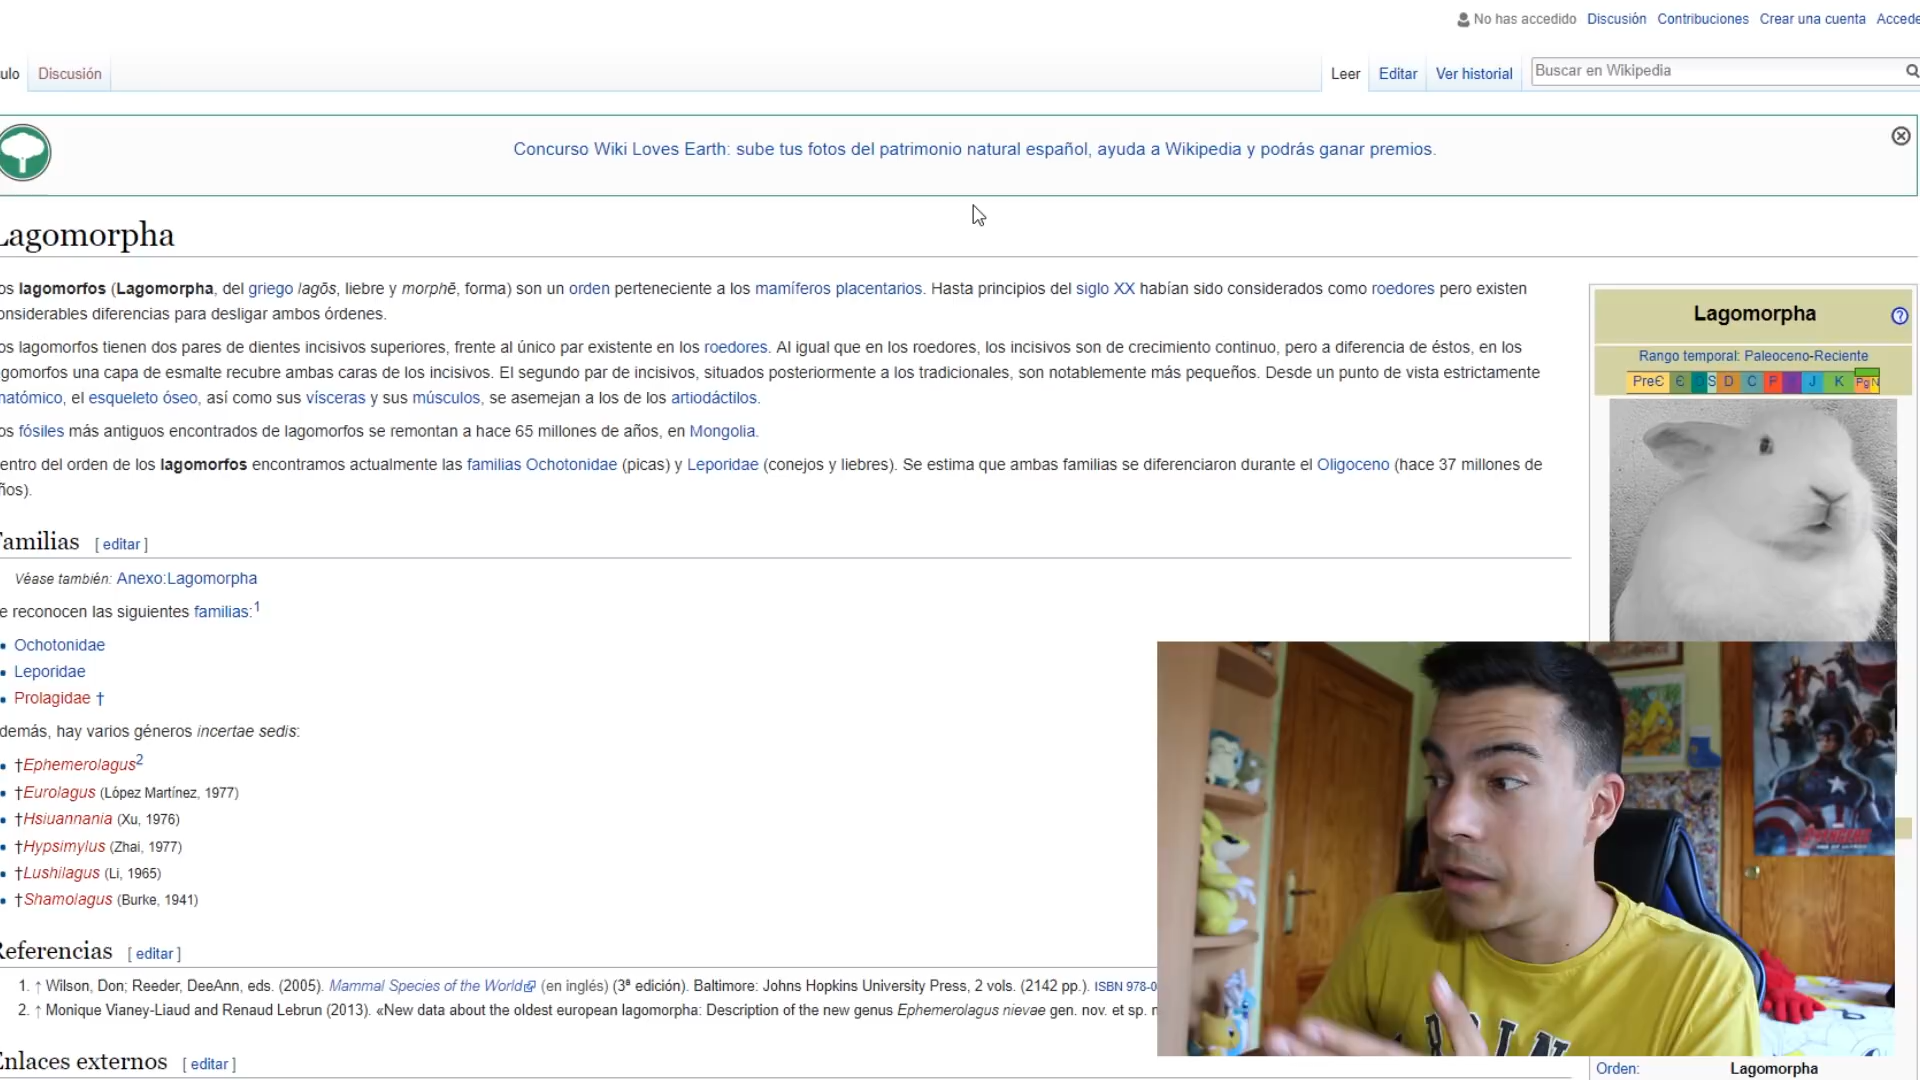 No has accedido Discusión Contribuciones Crear una cuenta Accede
ulo Discusión Leer Editar Ver historial Buscar en Wikipedia
Concurso Wiki Loves Earth: sube tus fotos del patrimonio natural español, ayuda a Wikipedia y podrás ganar premios.
Lagomorpha
os lagomorfos (Lagomorpha, del griego lagōs, liebre y morphē, forma) son un orden perteneciente a los mamíferos placentarios. Hasta principios del siglo XX habían sido considerados como roedores pero existen
onsiderables diferencias para desligar ambos órdenes.
os lagomorfos tienen dos pares de dientes incisivos superiores, frente al único par existente en los roedores. Al igual que en los roedores, los incisivos son de crecimiento continuo, pero a diferencia de éstos, en los
gomorfos una capa de esmalte recubre ambas caras de los incisivos. El segundo par de incisivos, situados posteriormente a los tradicionales, son notablemente más pequeños. Desde un punto de vista estrictamente
natómico, el esqueleto óseo, así como sus vísceras y sus músculos, se asemejan a los de los artiodáctilos.
os fósiles más antiguos encontrados de lagomorfos se remontan a hace 65 millones de años, en Mongolia.
entro del orden de los lagomorfos encontramos actualmente las familias Ochotonidae (picas) y Leporidae (conejos y liebres). Se estima que ambas familias se diferenciaron durante el Oligoceno (hace 37 millones de
ños).
Familias [ editar ]
Véase también: Anexo:Lagomorpha
e reconocen las siguientes familias:1
• Ochotonidae
• Leporidae
• Prolagidae †
demás, hay varios géneros incertae sedis:
• †Ephemerolagus2
• †Eurolagus (López Martínez, 1977)
• †Hsiuannania (Xu, 1976)
• †Hypsimylus (Zhai, 1977)
• †Lushilagus (Li, 1965)
• †Shamolagus (Burke, 1941)
Referencias [ editar ]
1. ↑ Wilson, Don; Reeder, DeeAnn, eds. (2005). Mammal Species of the World (en inglés) (3ª edición). Baltimore: Johns Hopkins University Press, 2 vols. (2142 pp.). ISBN 978-0
2. ↑ Monique Vianey-Liaud and Renaud Lebrun (2013). «New data about the oldest european lagomorpha: Description of the new genus Ephemerolagus nievae gen. nov. et sp. n
Enlaces externos [ editar ]
Lagomorpha
Rango temporal: Paleoceno-Reciente
PreЄ Є O S D C P J K Pg N
AVENGERS
Orden: Lagomorpha